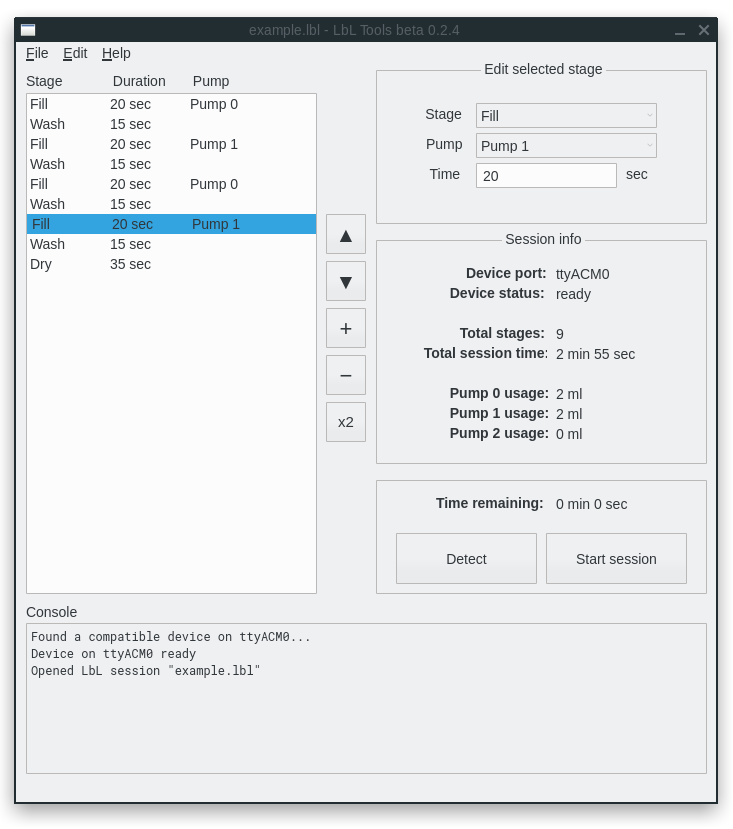 example.lbl - LbL Tools beta 0.2.4
File Edit Help
Stage Duration Pump
Fill 20 sec Pump 0
Wash 15 sec
Fill 20 sec Pump 1
Wash 15 sec
Fill 20 sec Pump 0
Wash 15 sec
Fill 20 sec Pump 1
Wash 15 sec
Dry 35 sec
▲
▼
+
−
x2
Edit selected stage
Stage Fill
Pump Pump 1
Time 20 sec
Session info
Device port: ttyACM0
Device status: ready
Total stages: 9
Total session time: 2 min 55 sec
Pump 0 usage: 2 ml
Pump 1 usage: 2 ml
Pump 2 usage: 0 ml
Time remaining: 0 min 0 sec
Detect Start session
Console
Found a compatible device on ttyACM0...
Device on ttyACM0 ready
Opened LbL session "example.lbl"